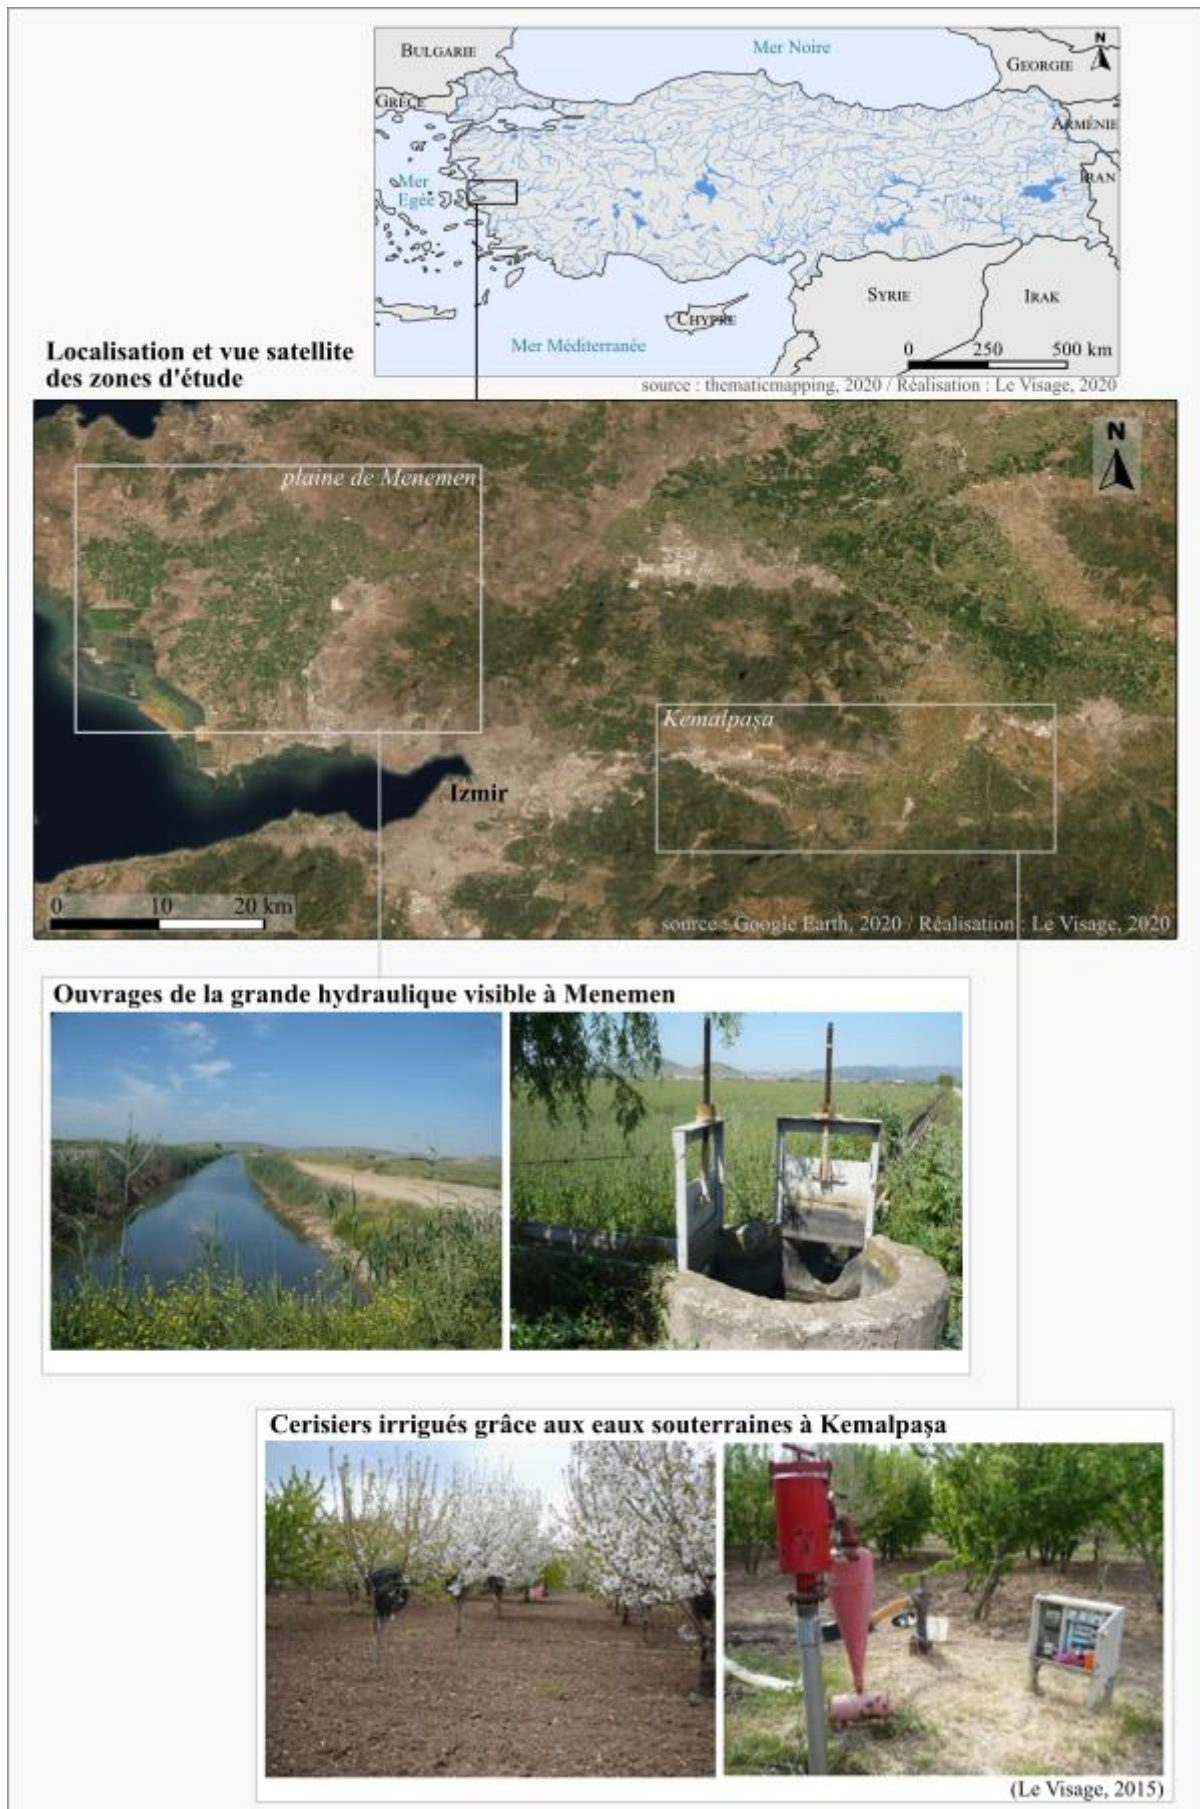 BULGARIE
Mer Noire
N
GEORGIE
GRÈCE
ARMÉNIE
Mer
Egée
IRAN
SYRIE
IRAK
CHYPRE
Mer Méditerranée
0 250 500 km
source : thematicmapping, 2020 / Réalisation : Le Visage, 2020
Localisation et vue satellite
des zones d'étude
N
plaine de Menemen
Kemalpaşa
Izmir
0 10 20 km
source : Google Earth, 2020 / Réalisation : Le Visage, 2020
Ouvrages de la grande hydraulique visible à Menemen
Cerisiers irrigués grâce aux eaux souterraines à Kemalpaşa
(Le Visage, 2015)